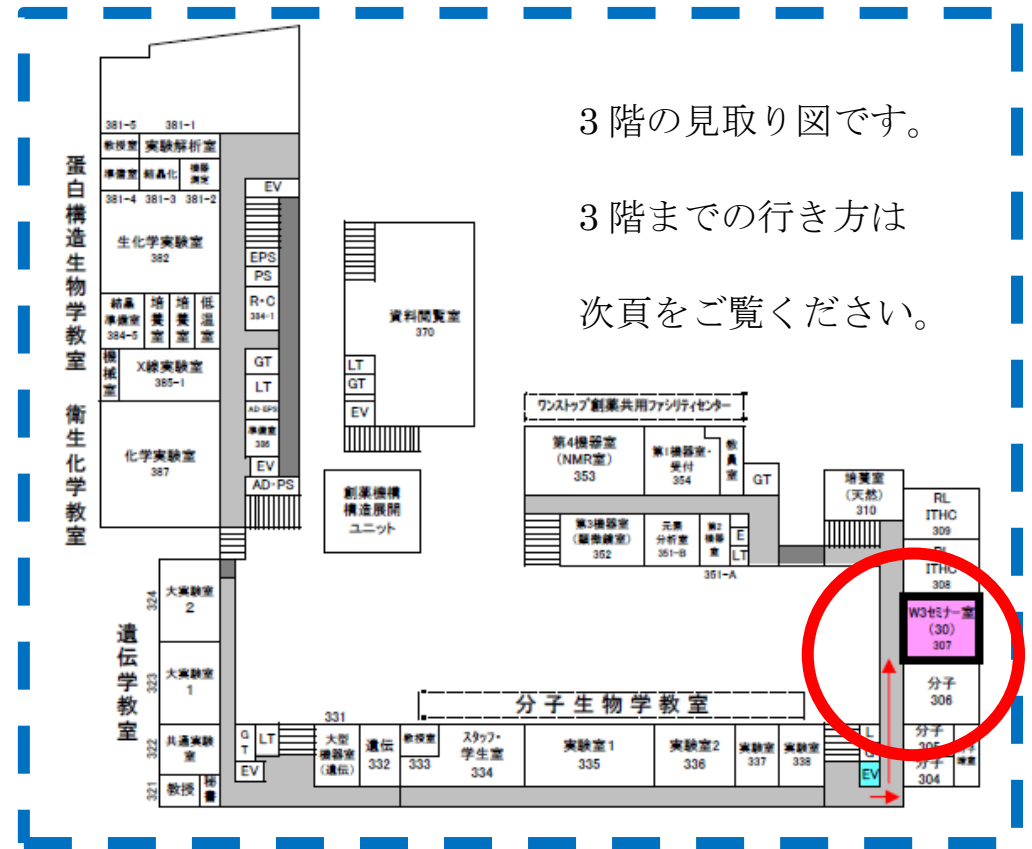 3階の見取り図です。
3階までの行き方は
次頁をご覧ください。
蛋白構造生物学教室 衛生化学教室
381-5 381-1
教授室 実験解析室
準備室 結晶化 機器測定
381-4 381-3 381-2
生化学実験室
382
結晶準備室
384-5
培養室
培養室
低温室
機械室
X線実験室
385-1
化学実験室
387
EV
EPS
PS
R・C
384-1
GT
LT
AD・EPS
準備室
386
EV
AD・PS
資料閲覧室
370
LT
GT
EV
創薬機構
構造展開
ユニット
ワンストップ創薬共用ファシリティセンター
第4機器室
(NMR室)
353
第1機器室・
受付
354
教員室
GT
第3機器室
(顕微鏡室)
352
元素
分析室
351-B
第2
機器
室
E
LT
351-A
培養室
(天然)
310
RL
ITHC
309
RL
ITHC
308
W3セミナー室
(30)
307
分子
306
分子
305
分子
304
遺伝学教室
324
大実験室
2
323
大実験室
1
322
共通実験
室
321
教授
秘書
GT
LT
EV
331
大型
機器室
(遺伝)
遺伝
332
教授室
333
分子生物学教室
スタッフ・
学生室
334
実験室1
335
実験室2
336
実験室
337
実験室
338
L
EV